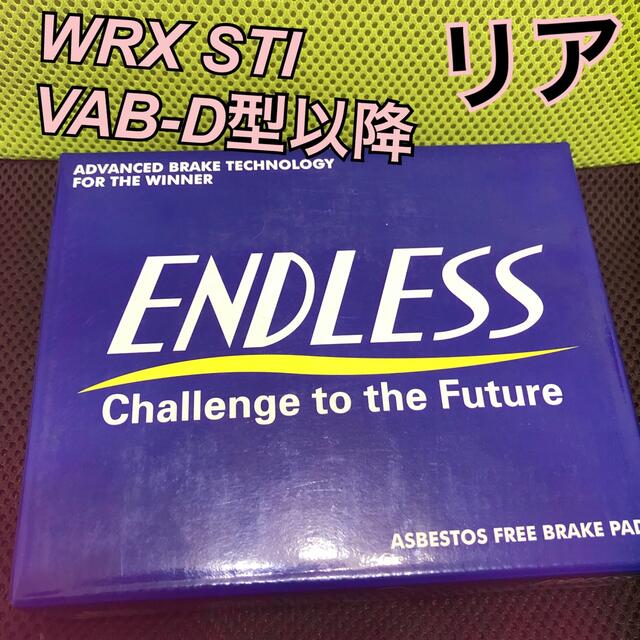 WRX STI
VAB-D型以降
リア
ADVANCED BRAKE TECHNOLOGY
FOR THE WINNER
ENDLESS
Challenge to the Future
ASBESTOS FREE BRAKE PAD